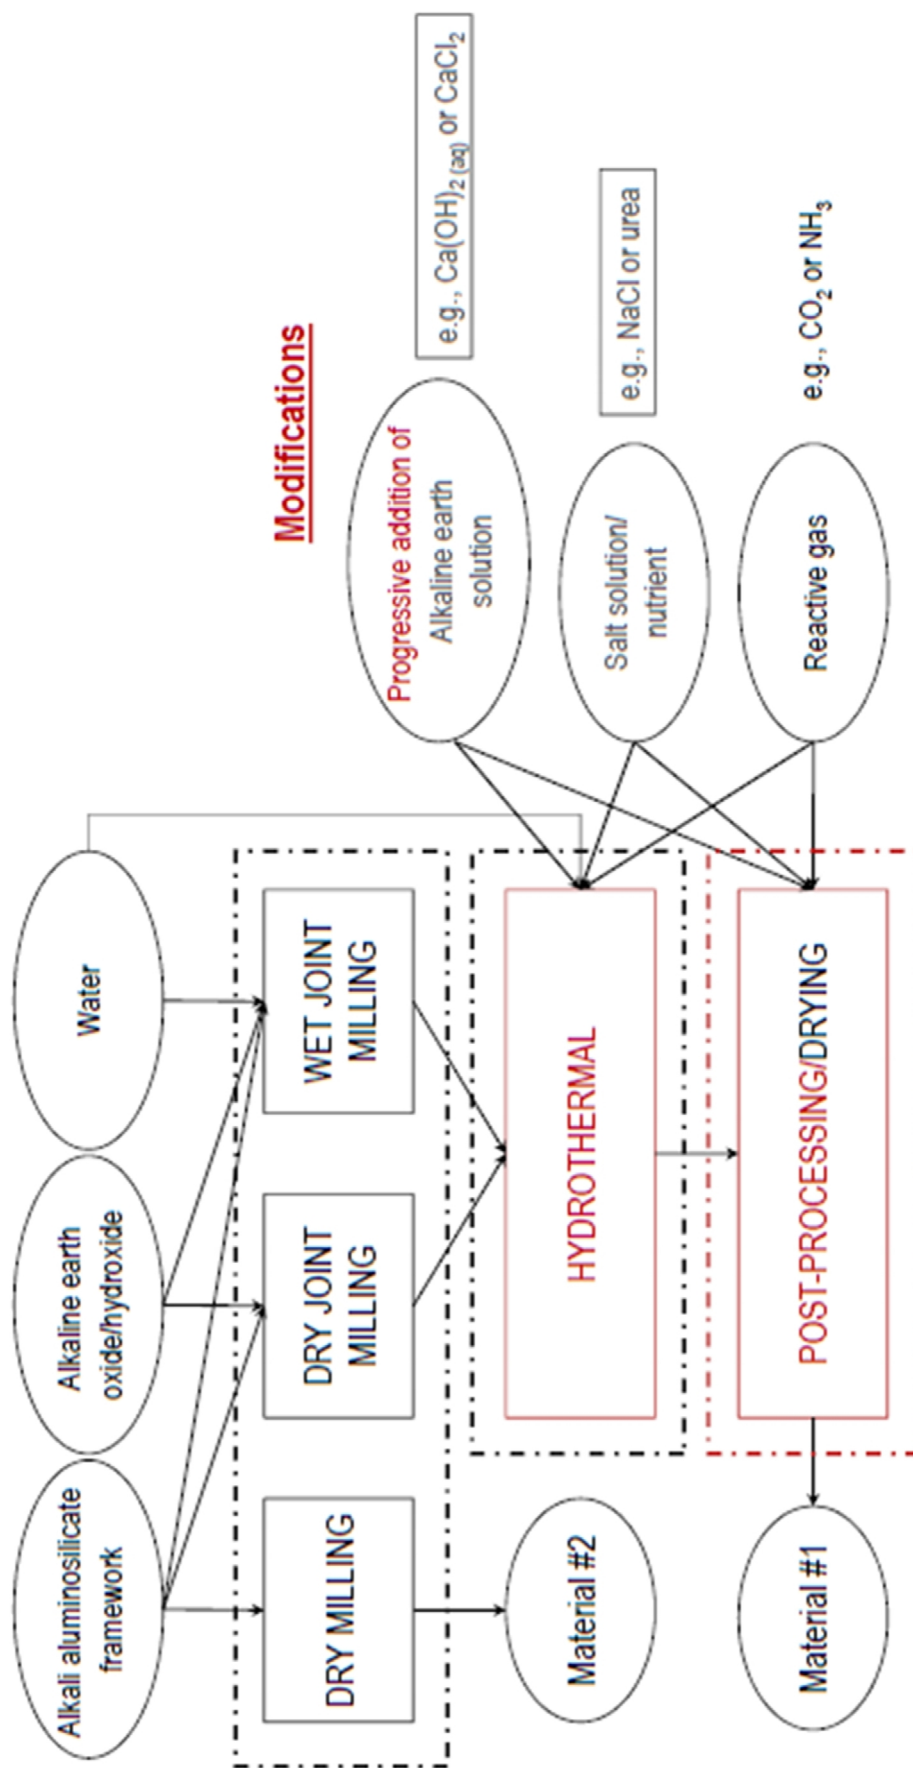 Alkali aluminosilicate
framework
Alkaline earth
oxide/hydroxide
Water
DRY MILLING
DRY JOINT
MILLING
WET JOINT
MILLING
Modifications
Progressive addition of
Alkaline earth
solution
e.g., Ca(OH)₂ (aq) or CaCl₂
Material #2
HYDROTHERMAL
Salt solution/
nutrient
e.g., NaCl or urea
Material #1
POST-PROCESSING/DRYING
Reactive gas
e.g., CO₂ or NH₃